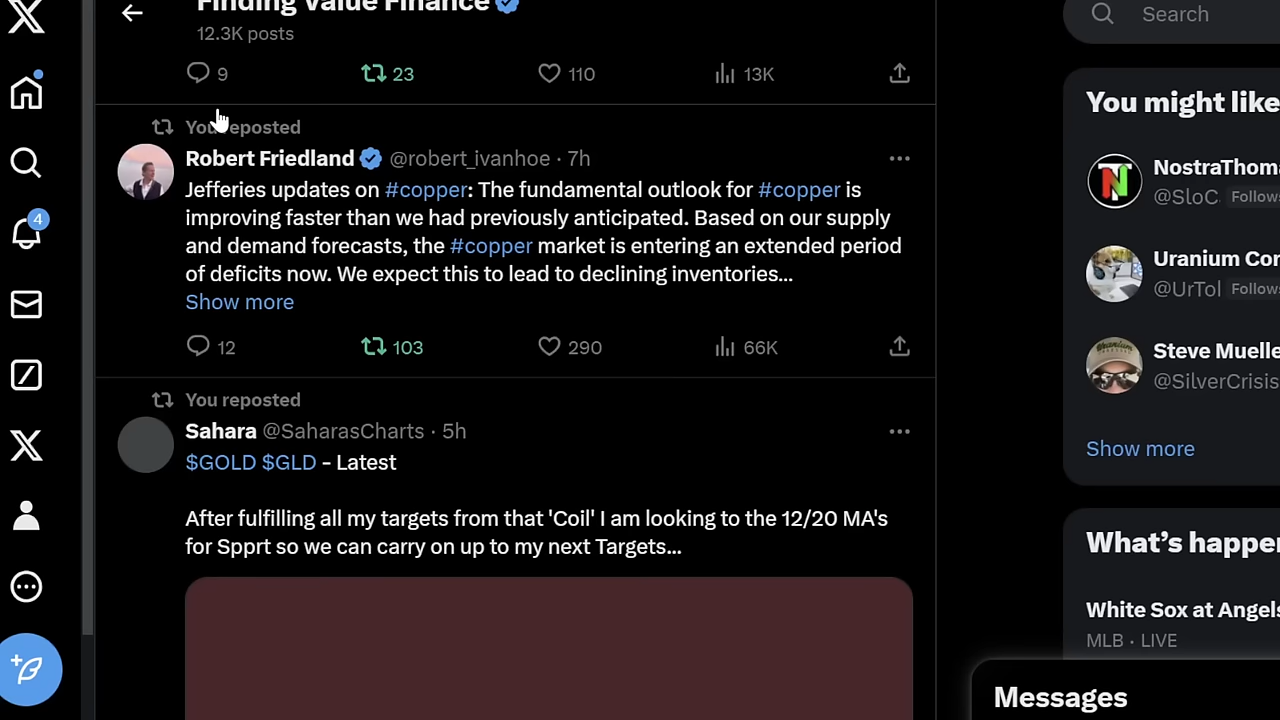 Finding Value Finance
12.3K posts
Search
9 23 110 13K
You reposted
Robert Friedland @robert_ivanhoe · 7h
Jefferies updates on #copper: The fundamental outlook for #copper is
improving faster than we had previously anticipated. Based on our supply
and demand forecasts, the #copper market is entering an extended period
of deficits now. We expect this to lead to declining inventories...
Show more
12 103 290 66K
You reposted
Sahara @SaharasCharts · 5h
$GOLD $GLD - Latest
After fulfilling all my targets from that 'Coil' I am looking to the 12/20 MA's
for Spprt so we can carry on up to my next Targets...
4
You might like
NostraThom
@SloC Follows
Uranium Cor
@UrTol Follows
Steve Muelle
@SilverCrisis
Show more
What's happe
White Sox at Angels
MLB · LIVE
Messages